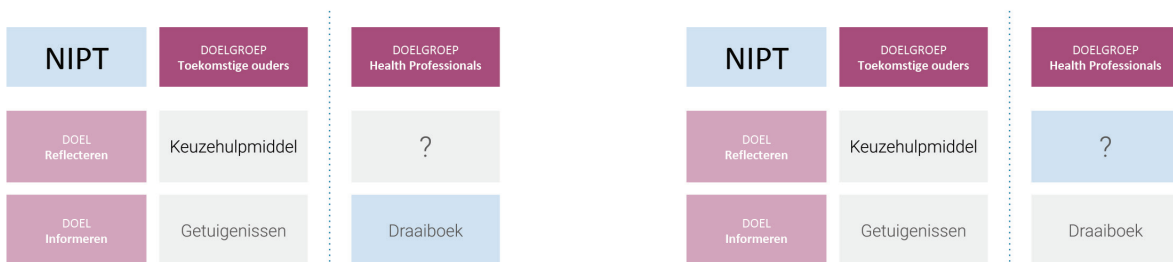 NIPT
DOELGROEP
Toekomstige ouders
DOELGROEP
Health Professionals
DOEL
Reflecteren
Keuzehulpmiddel
?
DOEL
Informeren
Getuigenissen
Draaiboek
NIPT
DOELGROEP
Toekomstige ouders
DOELGROEP
Health Professionals
DOEL
Reflecteren
Keuzehulpmiddel
?
DOEL
Informeren
Getuigenissen
Draaiboek